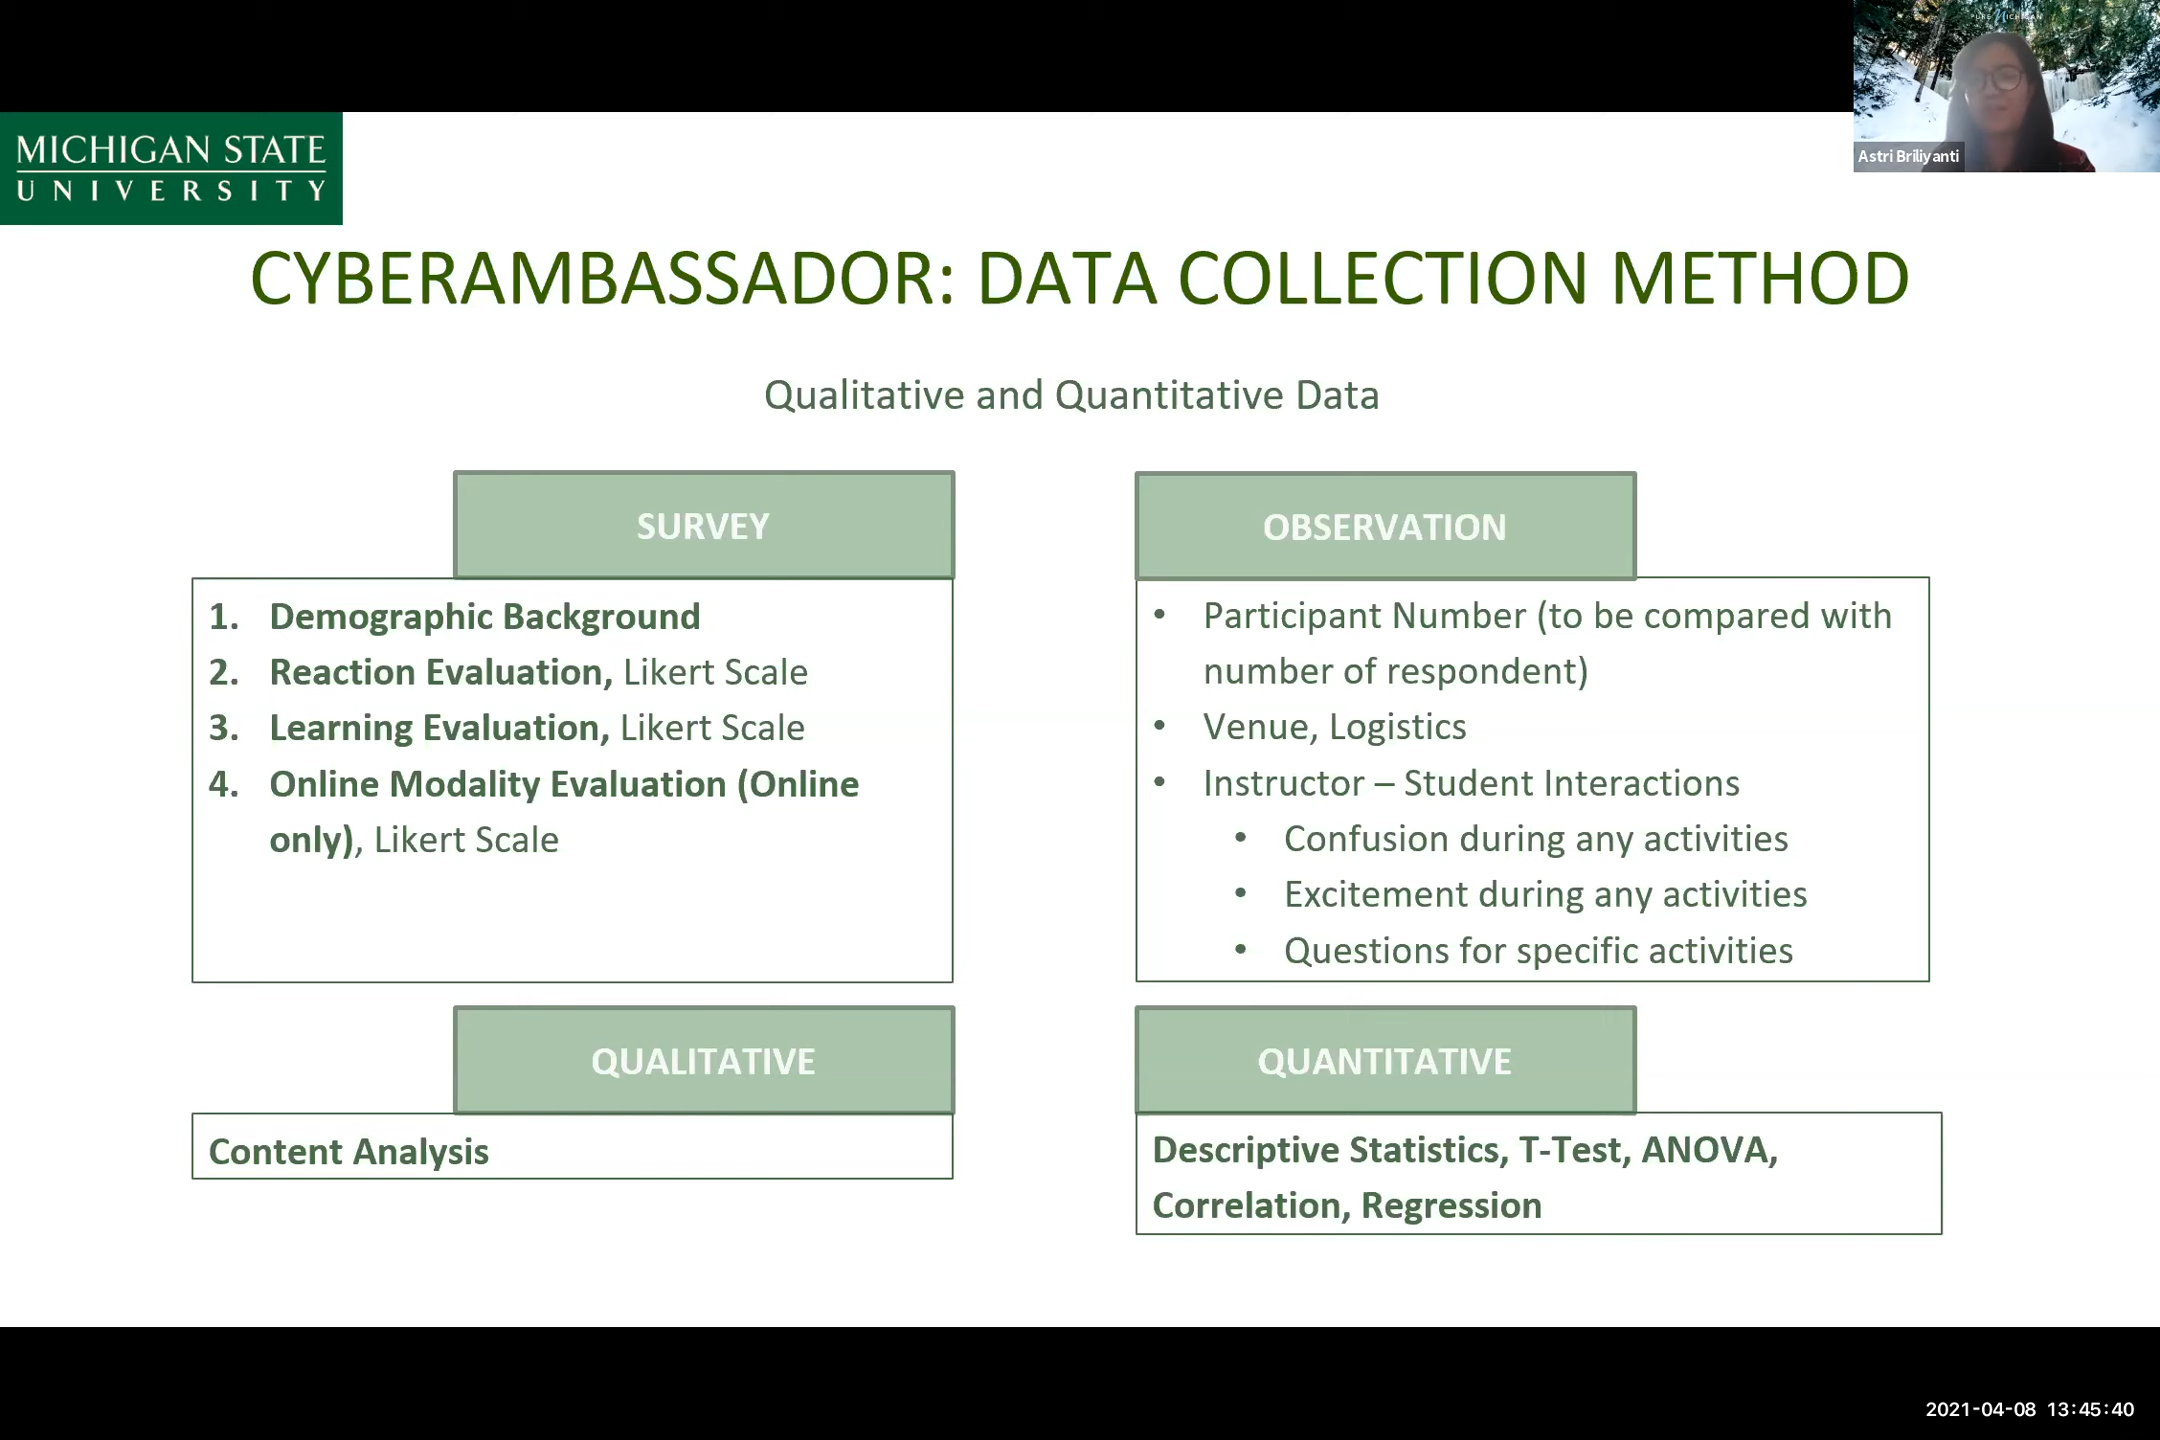 PURE MICHIGAN
Astri Briliyanti
MICHIGAN STATE
UNIVERSITY
CYBERAMBASSADOR: DATA COLLECTION METHOD
Qualitative and Quantitative Data
SURVEY
1. Demographic Background
2. Reaction Evaluation, Likert Scale
3. Learning Evaluation, Likert Scale
4. Online Modality Evaluation (Online
only), Likert Scale
OBSERVATION
• Participant Number (to be compared with
number of respondent)
• Venue, Logistics
• Instructor – Student Interactions
• Confusion during any activities
• Excitement during any activities
• Questions for specific activities
QUALITATIVE
Content Analysis
QUANTITATIVE
Descriptive Statistics, T-Test, ANOVA,
Correlation, Regression
2021-04-08 13:45:40